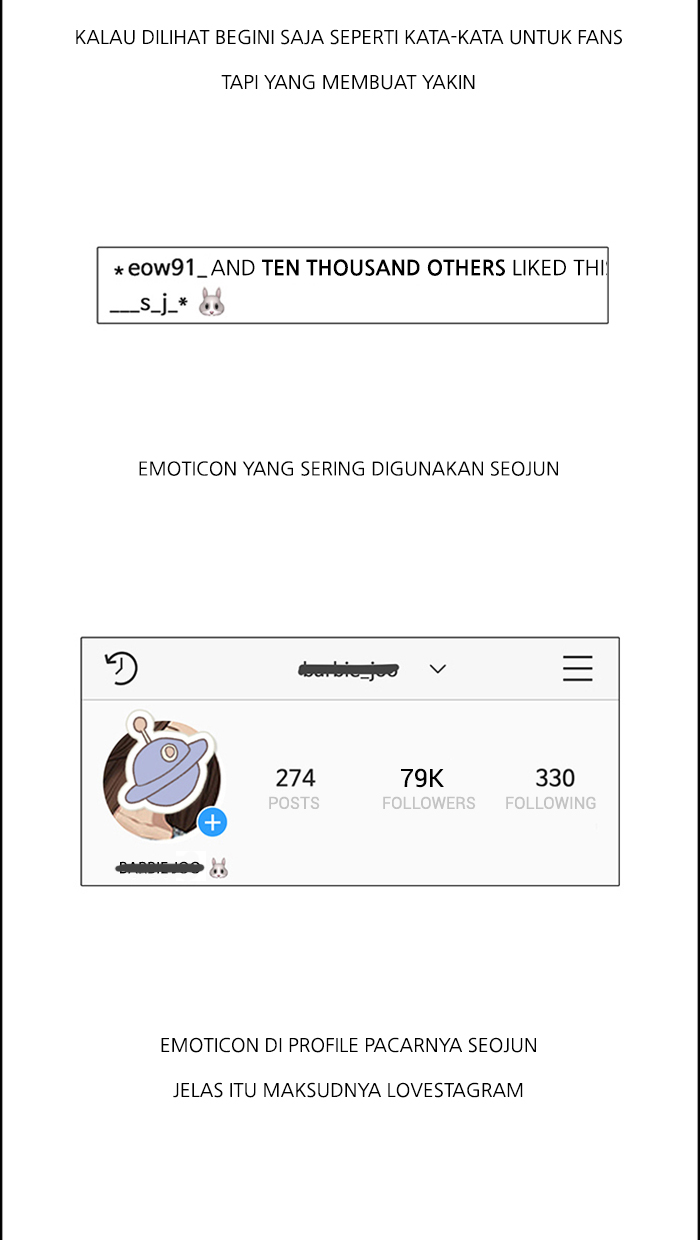 KALAU DILIHAT BEGINI SAJA SEPERTI KATA-KATA UNTUK FANS
TAPI YANG MEMBUAT YAKIN
*eow91_ AND TEN THOUSAND OTHERS LIKED THIS
___s_j_* 🐰
EMOTICON YANG SERING DIGUNAKAN SEOJUN
barbie_joo
274 79K 330
POSTS FOLLOWERS FOLLOWING
BARBIE JOO 🐰
EMOTICON DI PROFILE PACARNYA SEOJUN
JELAS ITU MAKSUDNYA LOVESTAGRAM